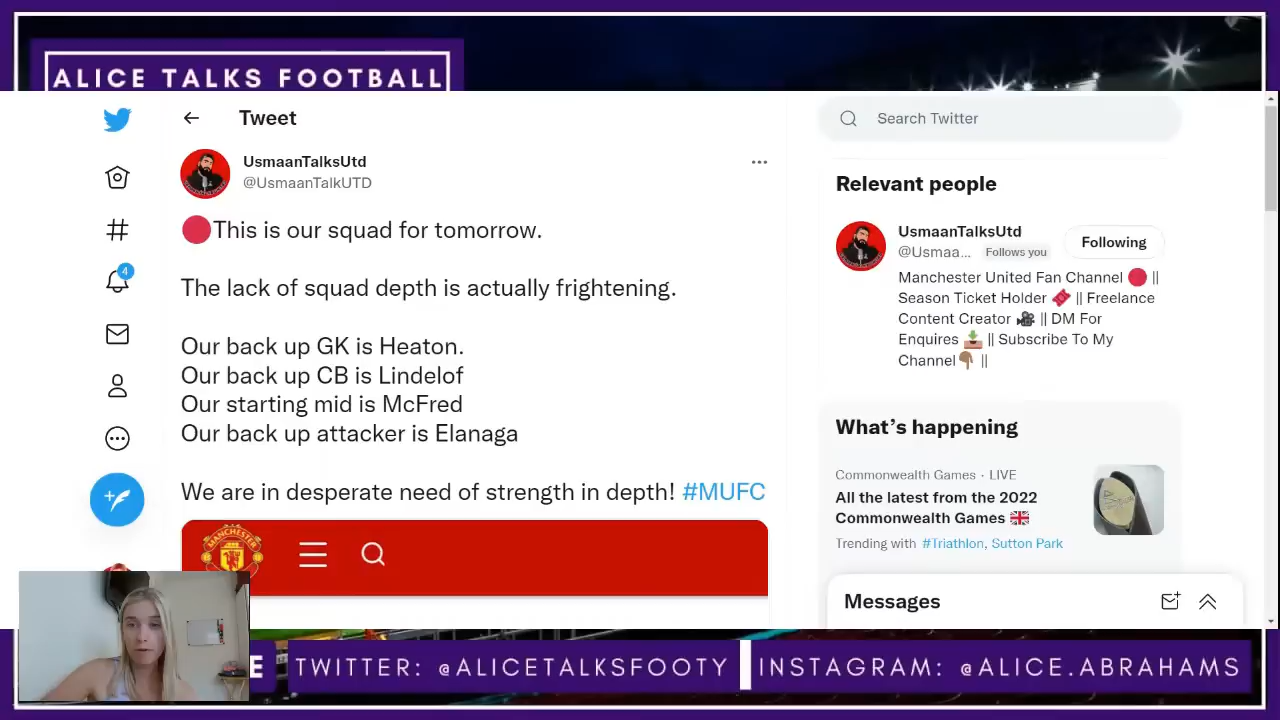 ALICE TALKS FOOTBALL
Tweet
UsmaanTalksUtd
@UsmaanTalkUTD
This is our squad for tomorrow.
The lack of squad depth is actually frightening.
Our back up GK is Heaton.
Our back up CB is Lindelof
Our starting mid is McFred
Our back up attacker is Elanaga
We are in desperate need of strength in depth! #MUFC
MANCHESTER
4
Search Twitter
Relevant people
UsmaanTalksUtd
@Usmaa... Follows you
Following
Manchester United Fan Channel 🔴 ||
Season Ticket Holder 🎟️ || Freelance
Content Creator 🎥 || DM For
Enquires 📥 || Subscribe To My
Channel👇🏽 ||
What's happening
Commonwealth Games · LIVE
All the latest from the 2022
Commonwealth Games 🇬🇧
Trending with #Triathlon, Sutton Park
Messages
E
TWITTER: @ALICETALKSFOOTY
INSTAGRAM: @ALICE.ABRAHAMS